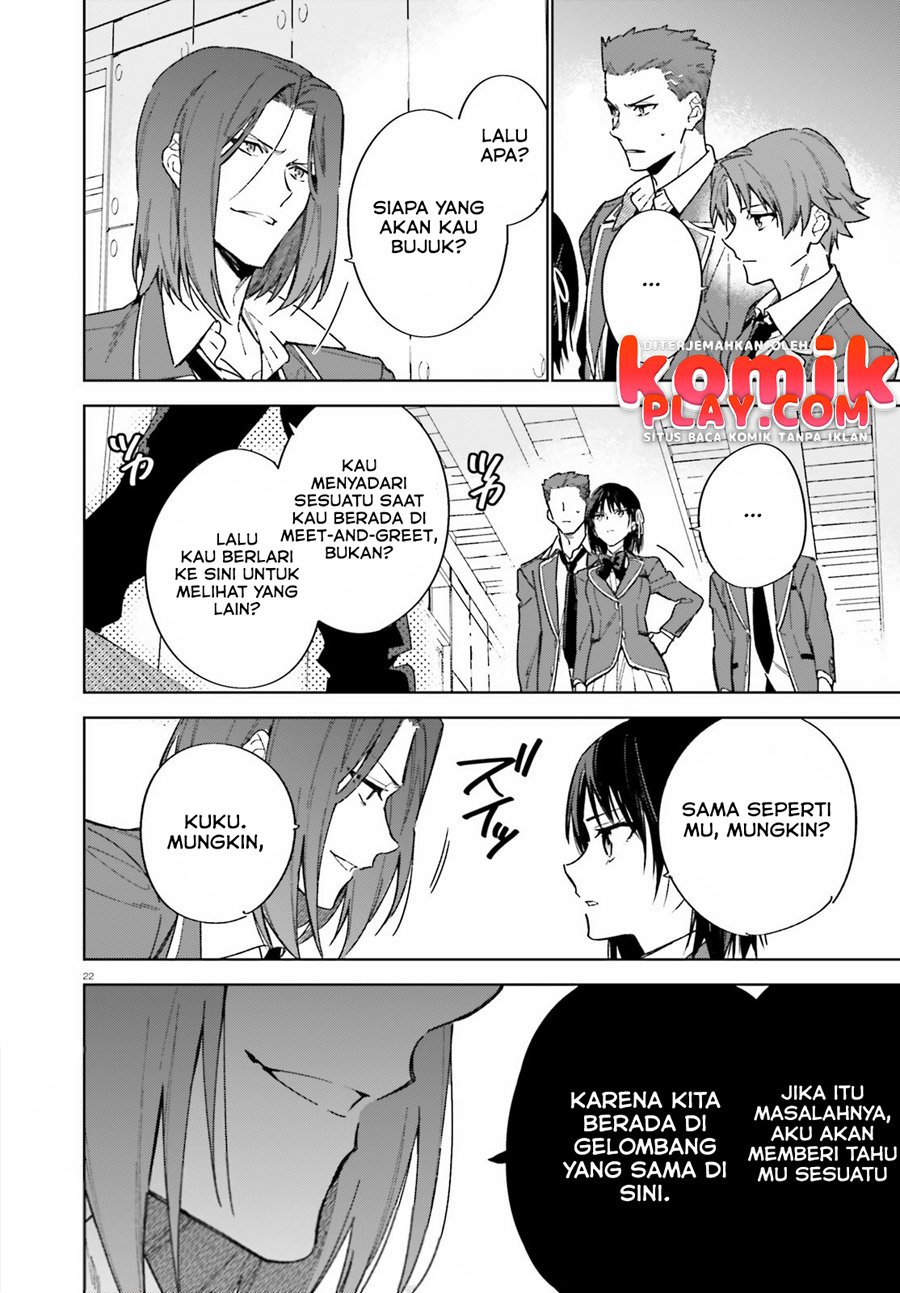 ...
LALU
APA?
SIAPA YANG
AKAN KAU
BUJUK?
DITERJEMAHKAN OLEH
komik
PLAY.COM
SITUS BACA KOMIK TANPA IKLAN
...
KAU
MENYADARI
SESUATU SAAT
KAU BERADA DI
MEET-AND-GREET,
BUKAN?
LALU
KAU BERLARI
KE SINI UNTUK
MELIHAT YANG
LAIN?
SAMA SEPERTI
MU, MUNGKIN?
ズズッ
KUKU.
MUNGKIN,
22
JIKA ITU
MASALAHNYA,
AKU AKAN
MEMBERI TAHU
MU SESUATU
KARENA KITA
BERADA DI
GELOMBANG
YANG SAMA DI
SINI.